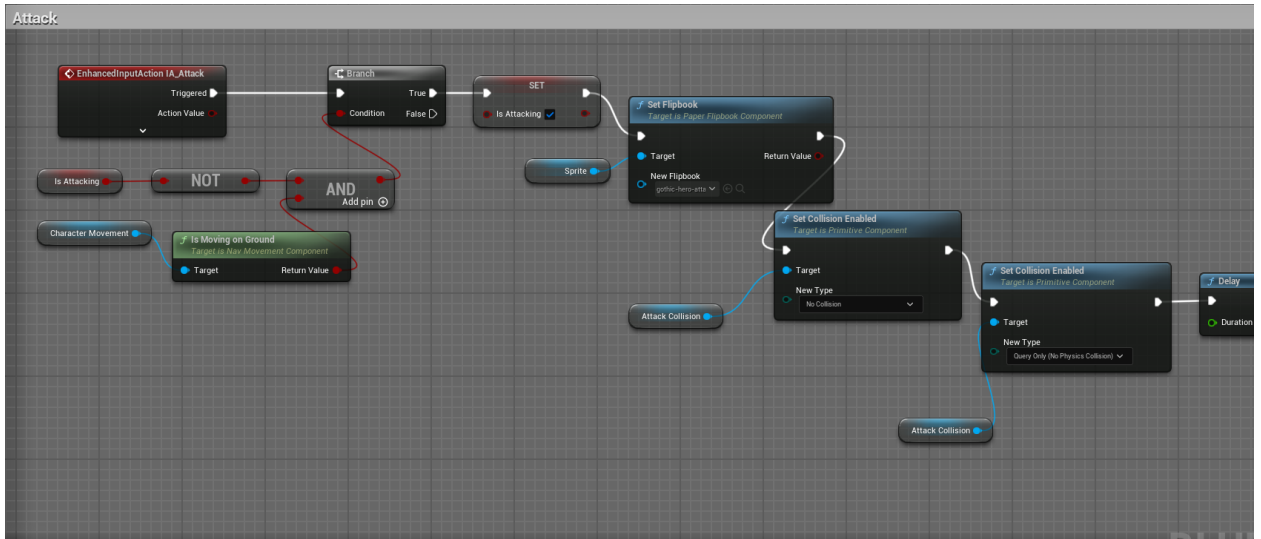 Attack
EnhancedInputAction IA_Attack
Triggered
Action Value
Branch
True
Condition
False
SET
Is Attacking
Set Flipbook
Target is Paper Flipbook Component
Target
Return Value
New Flipbook
gothic-hero-atta
Sprite
Is Attacking
NOT
AND
Add pin
Character Movement
Is Moving on Ground
Target is Nav Movement Component
Target
Return Value
Set Collision Enabled
Target is Primitive Component
Target
New Type
No Collision
Attack Collision
Set Collision Enabled
Target is Primitive Component
Target
New Type
Query Only (No Physics Collision)
Attack Collision
Delay
Duration